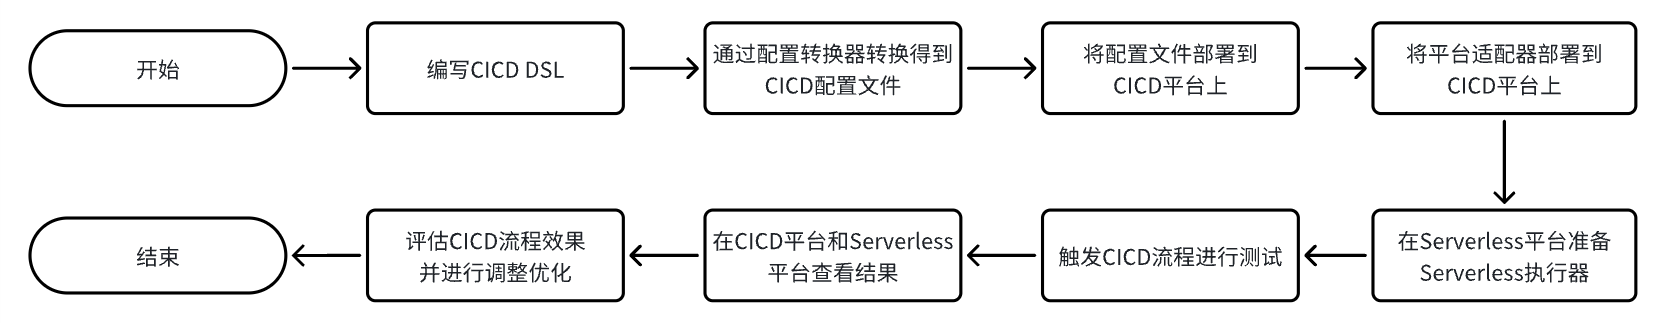 开始
编写CICD DSL
通过配置转换器转换得到
CICD配置文件
将配置文件部署到
CICD平台上
将平台适配器部署到
CICD平台上
在Serverless平台准备
Serverless执行器
触发CICD流程进行测试
在CICD平台和Serverless
平台查看结果
评估CICD流程效果
并进行调整优化
结束